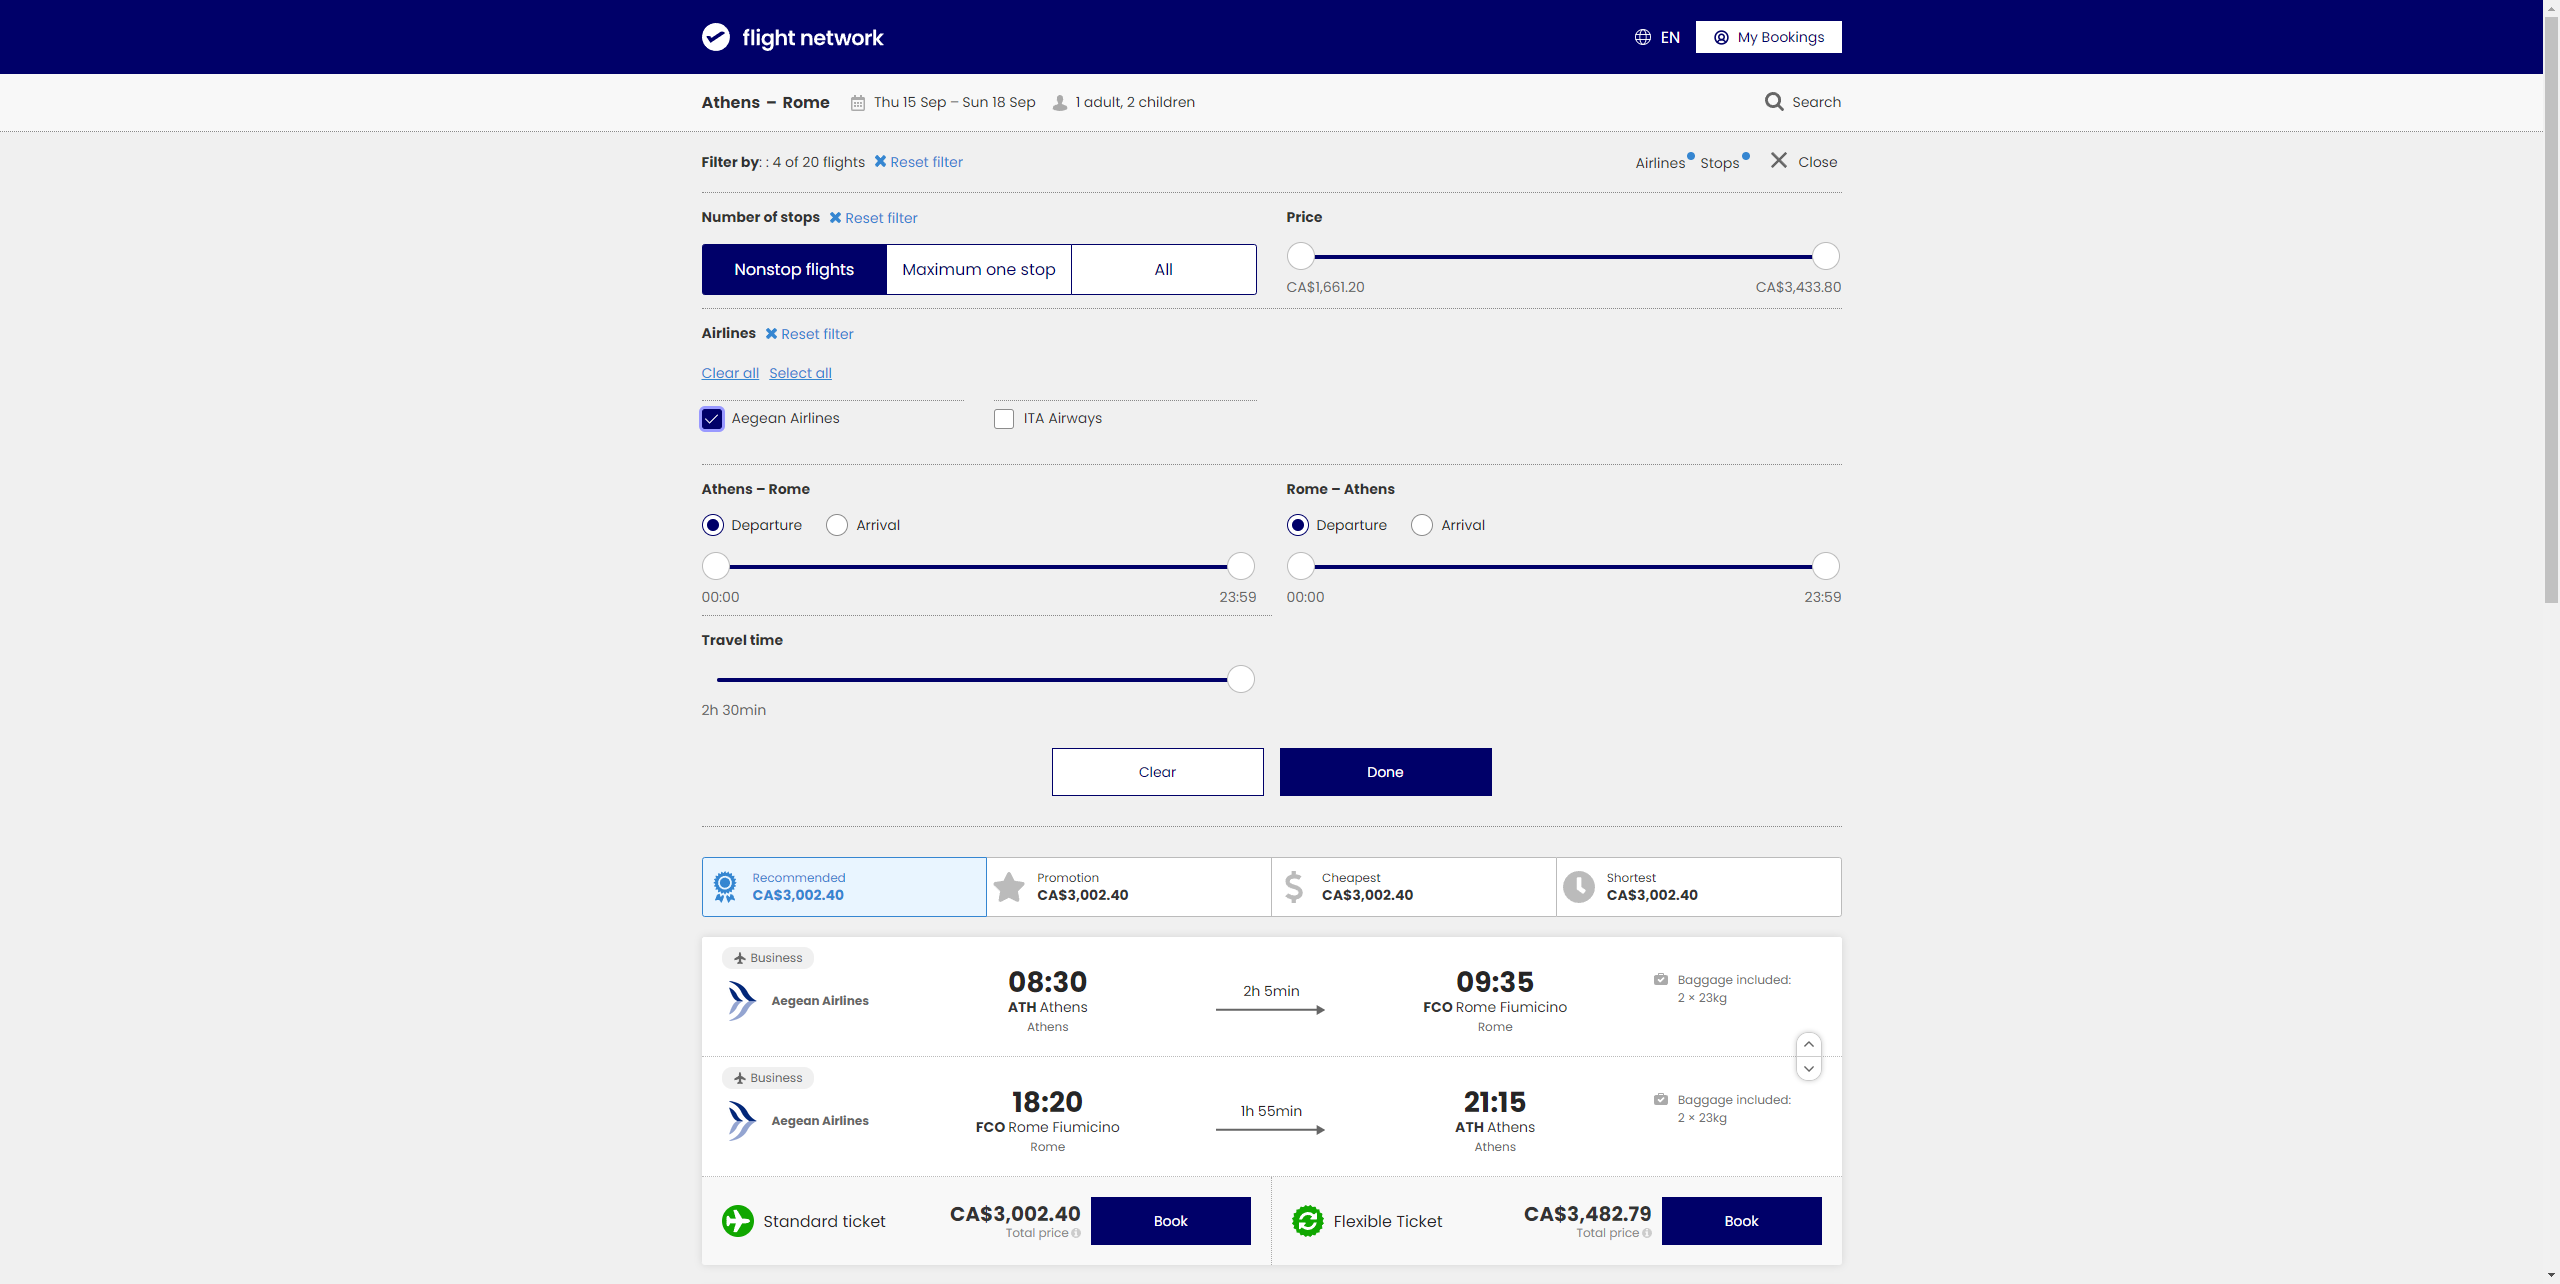 flight network
EN
My Bookings
Athens – Rome Thu 15 Sep – Sun 18 Sep 1 adult, 2 children
Search
Filter by: : 4 of 20 flights Reset filter
Airlines Stops Close
Number of stops Reset filter
Nonstop flights Maximum one stop All
Price
CA$1,661.20 CA$3,433.80
Airlines Reset filter
Clear all Select all
Aegean Airlines ITA Airways
Athens – Rome
Departure Arrival
00:00 23:59
Rome – Athens
Departure Arrival
00:00 23:59
Travel time
2h 30min
Clear Done
Recommended
CA$3,002.40
Promotion
CA$3,002.40
Cheapest
CA$3,002.40
Shortest
CA$3,002.40
Business
Aegean Airlines
08:30
ATH Athens
Athens
2h 5min
09:35
FCO Rome Fiumicino
Rome
Baggage included:
2 × 23kg
Business
Aegean Airlines
18:20
FCO Rome Fiumicino
Rome
1h 55min
21:15
ATH Athens
Athens
Baggage included:
2 × 23kg
Standard ticket
CA$3,002.40
Total price
Book
Flexible Ticket
CA$3,482.79
Total price
Book